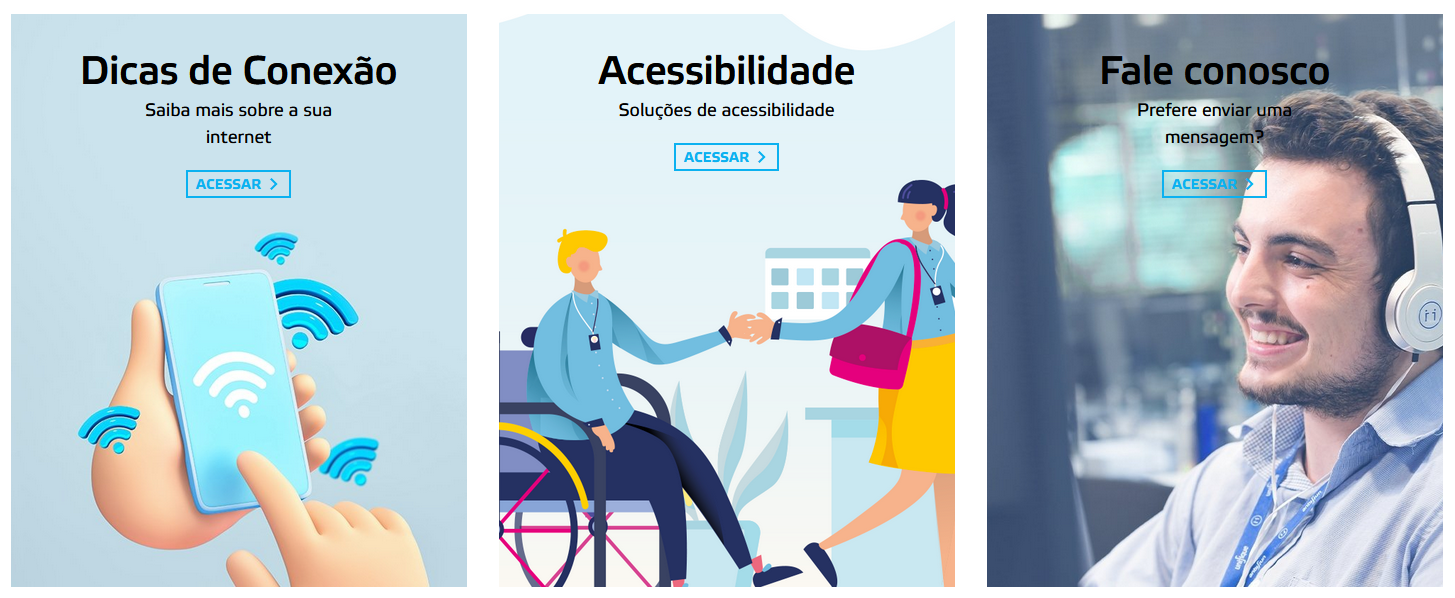 Dicas de Conexão
Saiba mais sobre a sua
internet
ACESSAR
Acessibilidade
Soluções de acessibilidade
ACESSAR
Fale conosco
Prefere enviar uma
mensagem?
ACESSAR